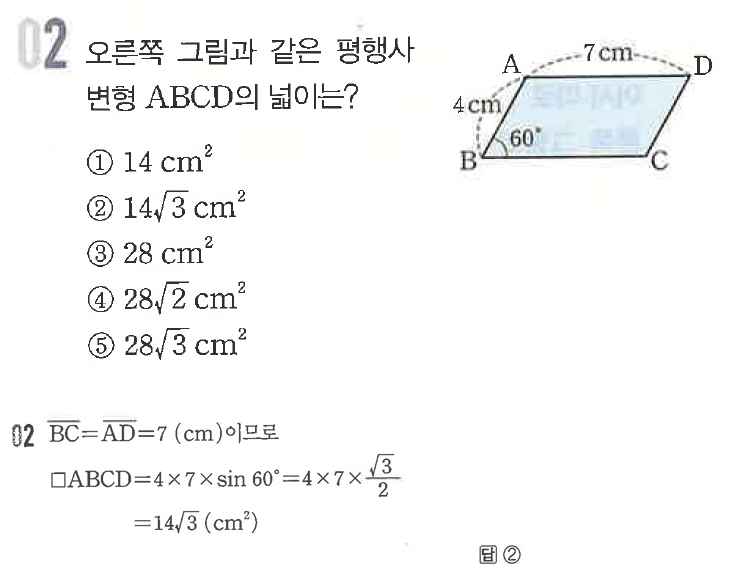 02 오른쪽 그림과 같은 평행사
변형 ABCD의 넓이는?
① 14 cm²
② 14√3 cm²
③ 28 cm²
④ 28√2 cm²
⑤ 28√3 cm²
7 cm
A
D
4 cm
60°
B
C
02 B̅C̅=A̅D̅=7 (cm)이므로
□ABCD=4×7×sin 60°=4×7×√3/2
=14√3 (cm²)
답 ②